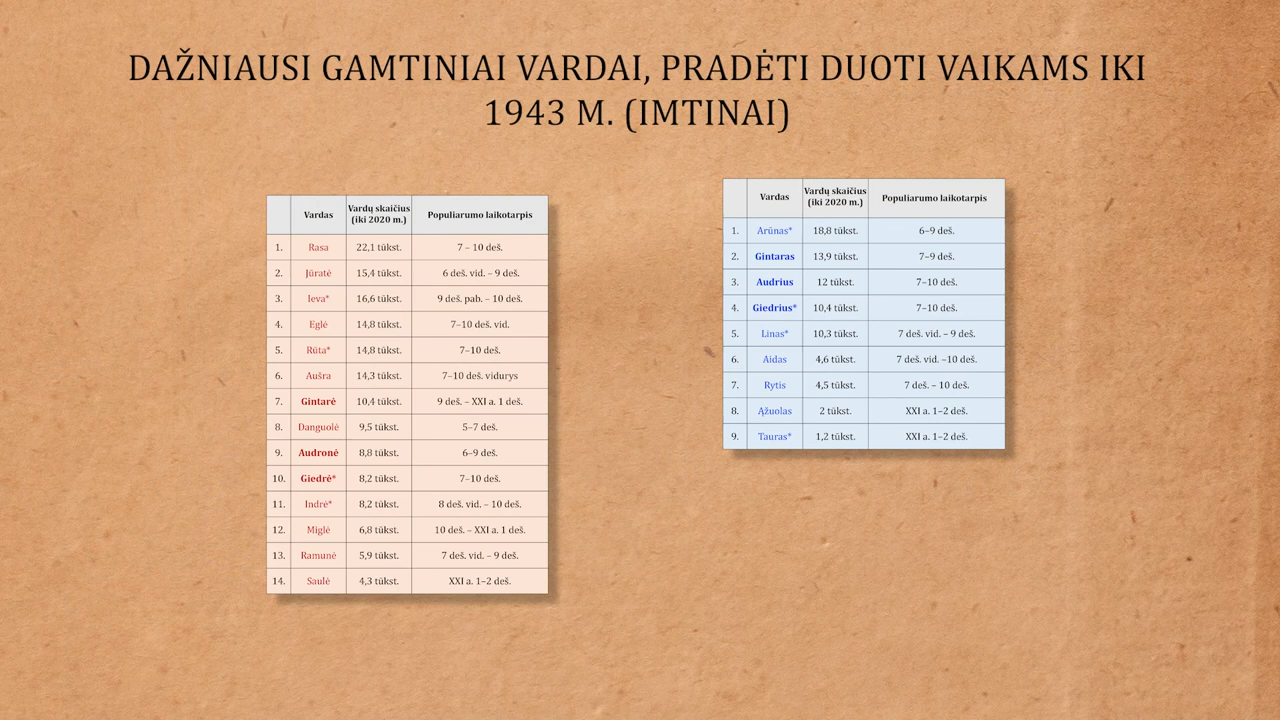 DAŽNIAUSI GAMTINIAI VARDAI, PRADĖTI DUOTI VAIKAMS IKI
1943 M. (IMTINAI)
Vardas Vardų skaičius (iki 2020 m.) Populiarumo laikotarpis
1. Rasa 22,1 tūkst. 7 – 10 deš.
2. Jūratė 15,4 tūkst. 6 deš. vid. – 9 deš.
3. Ieva* 16,6 tūkst. 9 deš. pab. – 10 deš.
4. Eglė 14,8 tūkst. 7–10 deš. vid.
5. Rūta* 14,8 tūkst. 7–10 deš.
6. Aušra 14,3 tūkst. 7–10 deš. vidurys
7. Gintarė 10,4 tūkst. 9 deš. – XXI a. 1 deš.
8. Danguolė 9,5 tūkst. 5–7 deš.
9. Audronė 8,8 tūkst. 6–9 deš.
10. Giedrė* 8,2 tūkst. 7–10 deš.
11. Indrė* 8,2 tūkst. 8 deš. vid. – 10 deš.
12. Miglė 6,8 tūkst. 10 deš. – XXI a. 1 deš.
13. Ramunė 5,9 tūkst. 7 deš. vid. – 9 deš.
14. Saulė 4,3 tūkst. XXI a. 1–2 deš.
Vardas Vardų skaičius (iki 2020 m.) Populiarumo laikotarpis
1. Arūnas* 18,8 tūkst. 6–9 deš.
2. Gintaras 13,9 tūkst. 7–9 deš.
3. Audrius 12 tūkst. 7–10 deš.
4. Giedrius* 10,4 tūkst. 7–10 deš.
5. Linas* 10,3 tūkst. 7 deš. vid. – 9 deš.
6. Aidas 4,6 tūkst. 7 deš. vid. –10 deš.
7. Rytis 4,5 tūkst. 7 deš. – 10 deš.
8. Ąžuolas 2 tūkst. XXI a. 1–2 deš.
9. Tauras* 1,2 tūkst. XXI a. 1–2 deš.